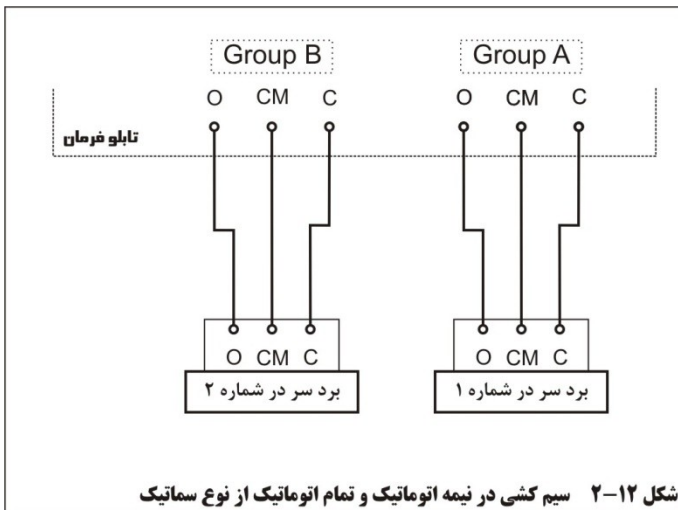 Group B Group A
O CM C O CM C
تابلو فرمان
O CM C O CM C
برد سر در شماره ۲ برد سر در شماره ۱
شکل ۱۲-۲ سیم کشی در نیمه اتوماتیک و تمام اتوماتیک از نوع سماتیک